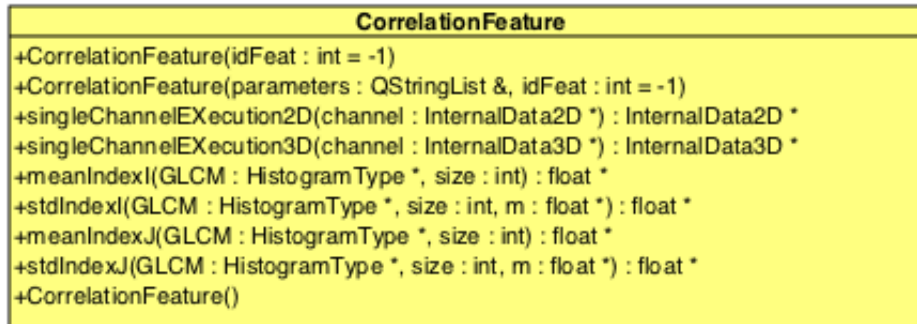 CorrelationFeature
+CorrelationFeature(idFeat : int = -1)
+CorrelationFeature(parameters : QStringList &, idFeat : int = -1)
+singleChannelEXecution2D(channel : InternalData2D *) : InternalData2D *
+singleChannelEXecution3D(channel : InternalData3D *) : InternalData3D *
+meanIndexI(GLCM : HistogramType *, size : int) : float *
+stdIndexI(GLCM : HistogramType *, size : int, m : float *) : float *
+meanIndexJ(GLCM : HistogramType *, size : int) : float *
+stdIndexJ(GLCM : HistogramType *, size : int, m : float *) : float *
+CorrelationFeature()